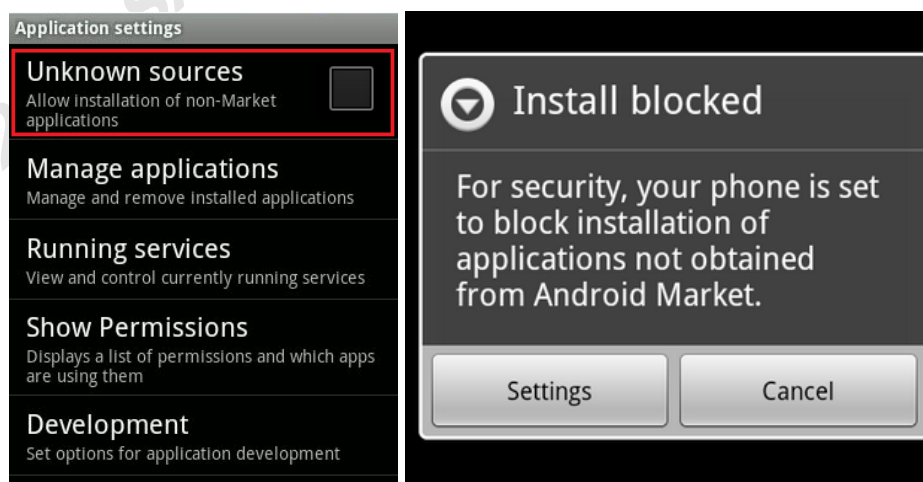 Application settings
Unknown sources
Allow installation of non-Market
applications
Manage applications
Manage and remove installed applications
Running services
View and control currently running services
Show Permissions
Displays a list of permissions and which apps
are using them
Development
Set options for application development
Install blocked
For security, your phone is set
to block installation of
applications not obtained
from Android Market.
Settings
Cancel